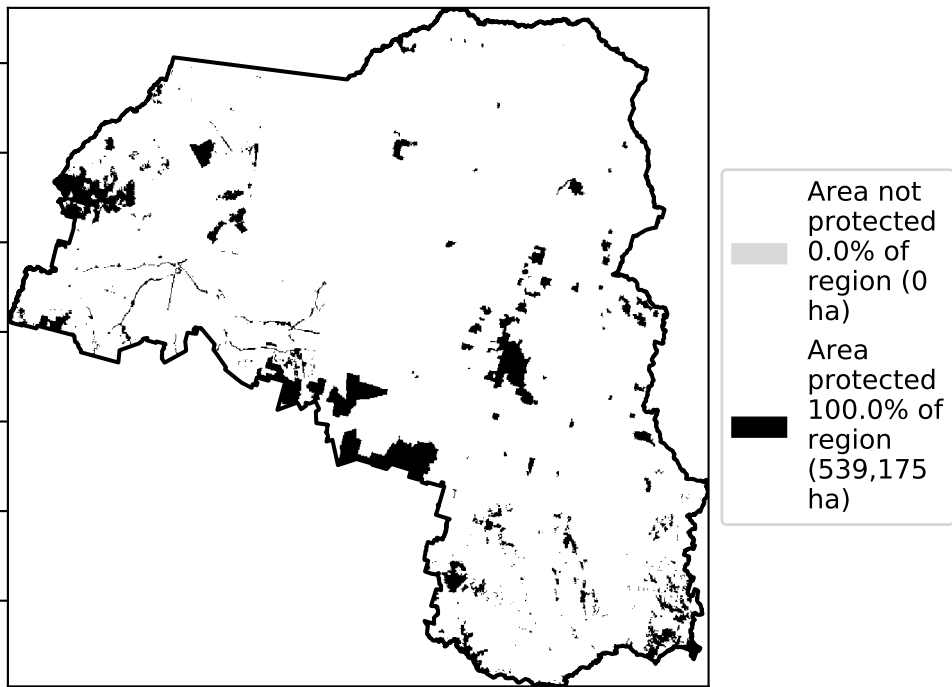 Area not
protected
0.0% of
region (0
ha)
Area
protected
100.0% of
region
(539,175
ha)